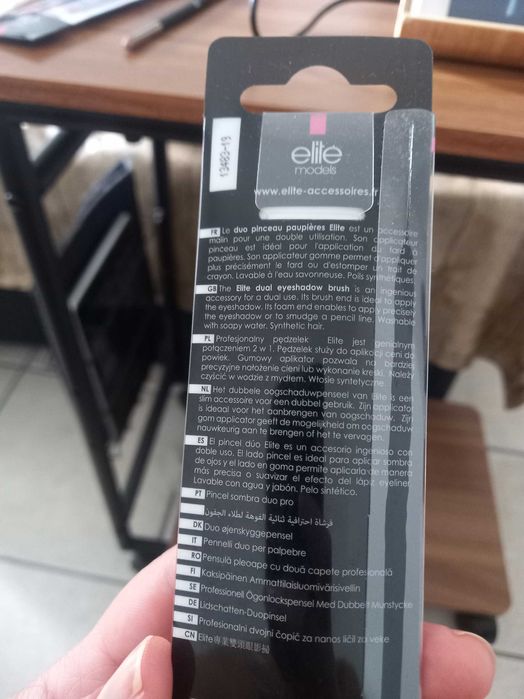 13483-19
elite
models
www.elite-accessoires.fr
FR Le duo pinceau paupières Elite est un accessoire
main pour une double utilisation. Son applicateur
pinceau est idéal pour l'application du fard à
paupières. Son applicateur gomme permet d'appliquer
plus précisément le fard ou d'estomper un trait de
crayon. Lavable à l'eau savonneuse. Poils synthétiques.
GB The Elite dual eyeshadow brush is an ingenious
accessory for a dual use. Its brush end is ideal to apply
the eyeshadow. Its foam end enables to apply precisely
the eyeshadow or to smudge a pencil line. Washable
with soapy water. Synthetic hair.
PL Profesjonalny pędzelek Elite jest genialnym
połączeniem 2 w 1. Pędzelek służy do aplikacji cieni do
powiek. Gumowy aplikator pozwala na bardziej
precyzyjne nałożenie cieni lub wykonanie kreski. Należy
czyścić w wodzie z mydłem. Włosie syntetyczne.
NL Het dubbele oogschaduwpenseel van Elite is een
slim accessoire voor een dubbel gebruik. Zijn applicator
is ideaal voor het aanbrengen van oogschaduw. Zijn
gom applicator geeft de mogelijkheid om oogschaduw
nauwkeurig aan te brengen of het te vervagen.
ES El pincel dúo Elite es un accesorio ingenioso con
doble uso. El lado pincel es ideal para aplicar sombra
de ojos y el lado en goma permite aplicarla de manera
más precisa o suavizar el efecto del lápiz eyeliner.
Lavable con agua y jabón. Pelo sintético.
PT Pincel sombra duo pro
فرشاة احترافية ثنائية الفوهة لطلاء الجفون
DK Duo øjenskyggepensel
IT Pennelli duo per palpebre
RO Pensulă pleoape cu două capete profesională
FI Kaksipäinen Ammattilaisluomivärisivellin
SE Professionell Ögonlockspensel Med Dubbelt Munstycke
DE Lidschatten-Duopinsel
SI Profesionalni dvojni čopič za nanos ličil za veke
CN Elite專業雙頭眼影掃